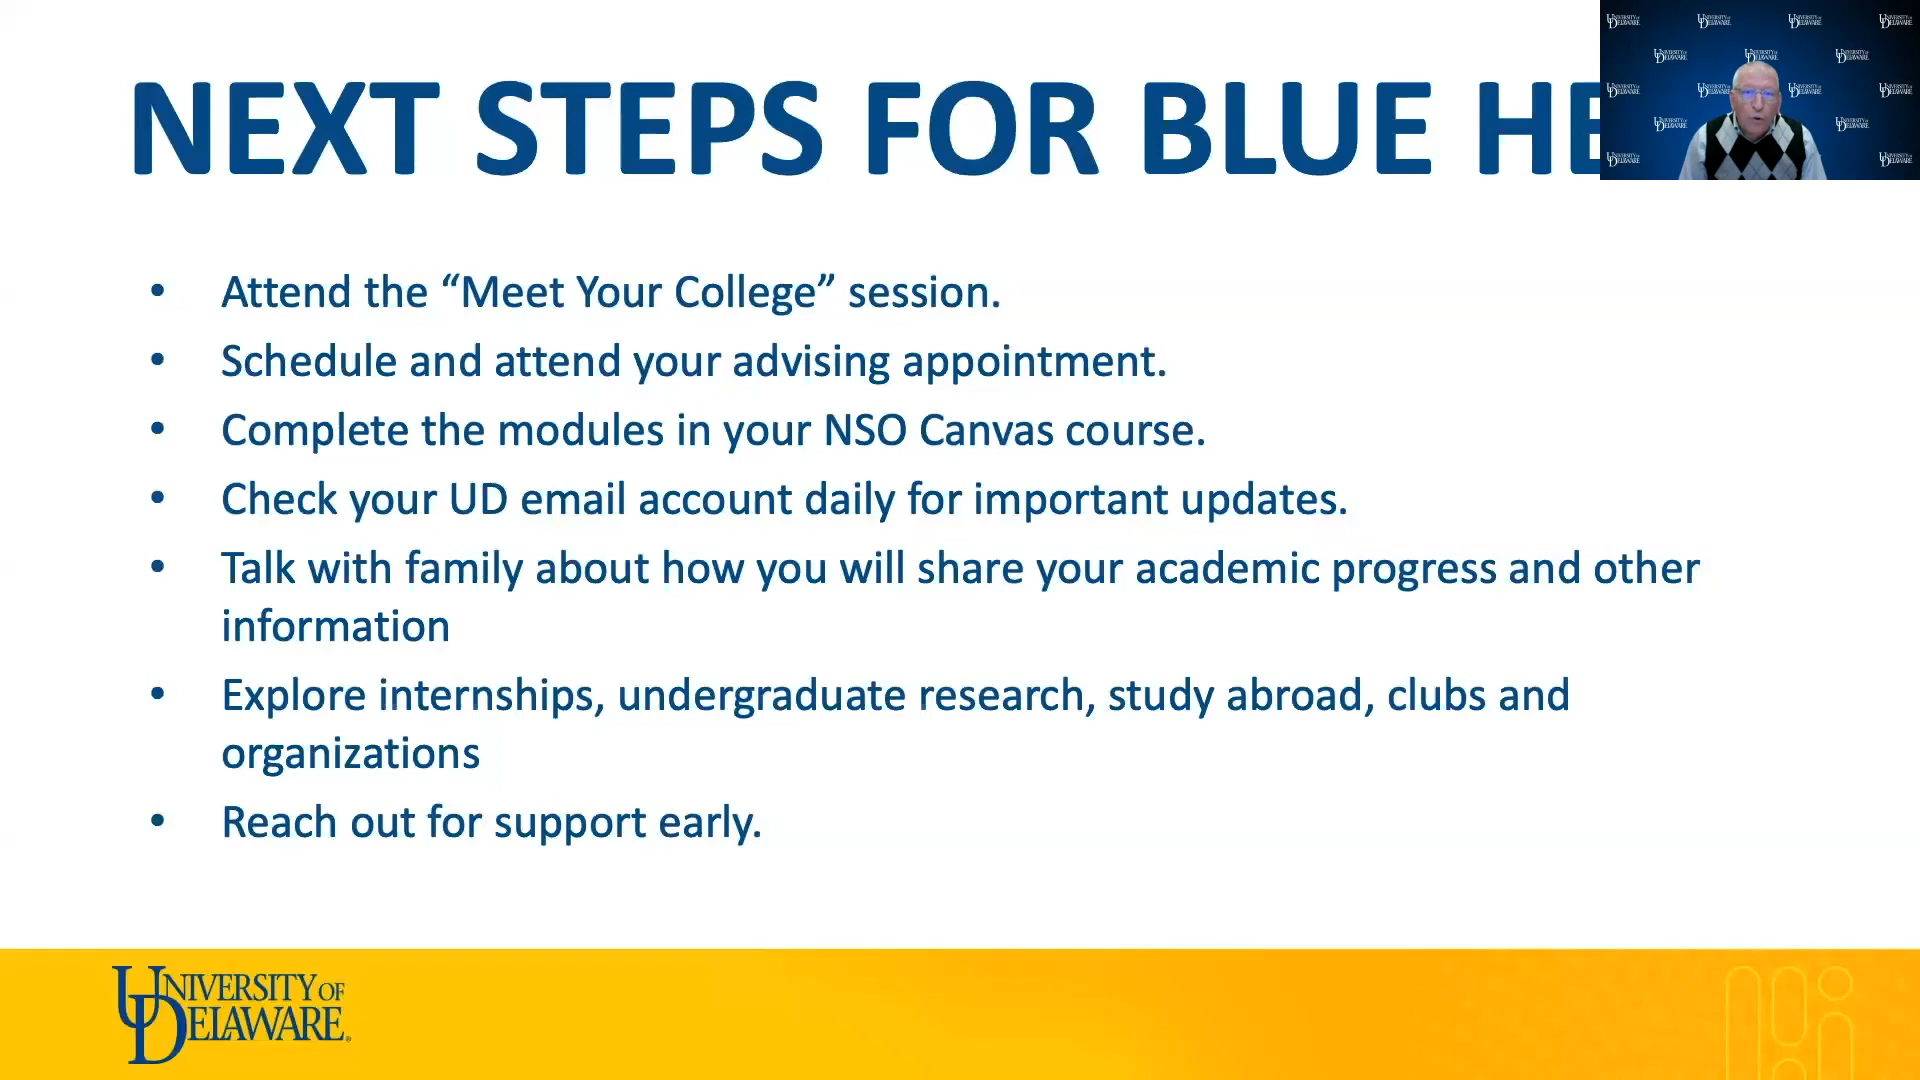 NEXT STEPS FOR BLUE HE
• Attend the “Meet Your College” session.
• Schedule and attend your advising appointment.
• Complete the modules in your NSO Canvas course.
• Check your UD email account daily for important updates.
• Talk with family about how you will share your academic progress and other
information
• Explore internships, undergraduate research, study abroad, clubs and
organizations
• Reach out for support early.
UNIVERSITY OF
DELAWARE®